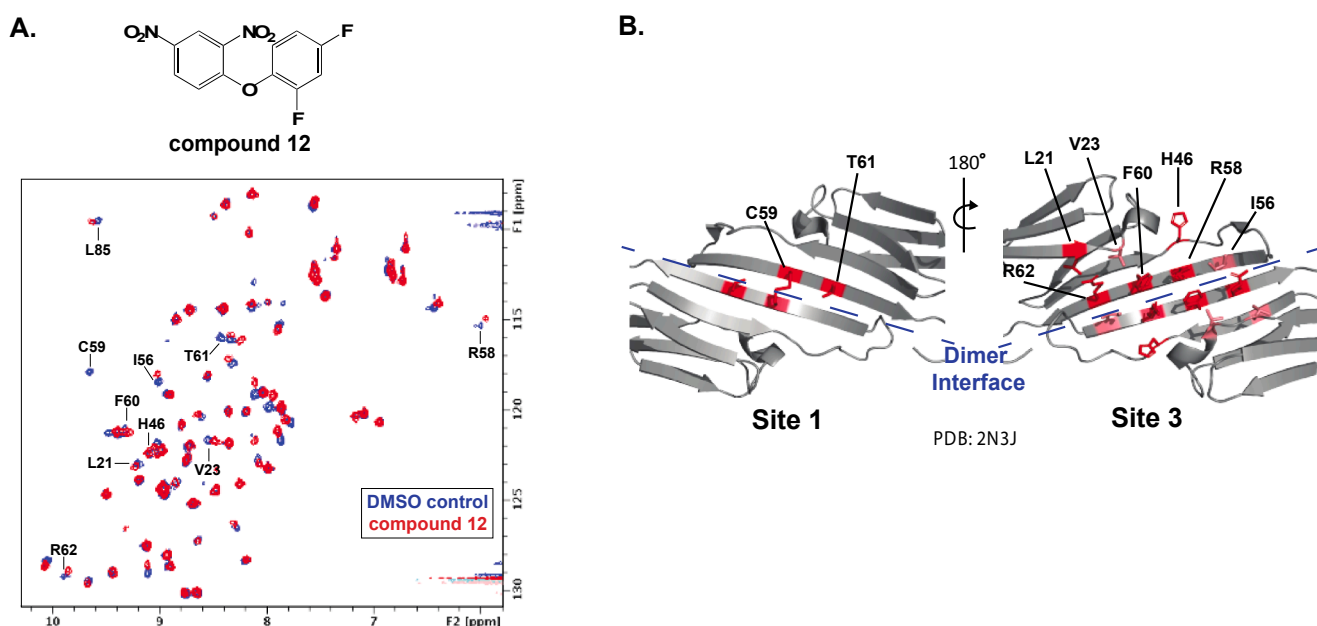 A.
O₂N
NO₂
F
O
F
compound 12
L85
C59
I56
T61
R58
F60
H46
L21
V23
R62
DMSO control
compound 12
F1 [ppm]
115
120
125
130
10
9
8
7
F2 [ppm]
B.
T61
C59
180°
L21
V23
F60
H46
R58
I56
R62
Dimer
Interface
Site 1
Site 3
PDB: 2N3J